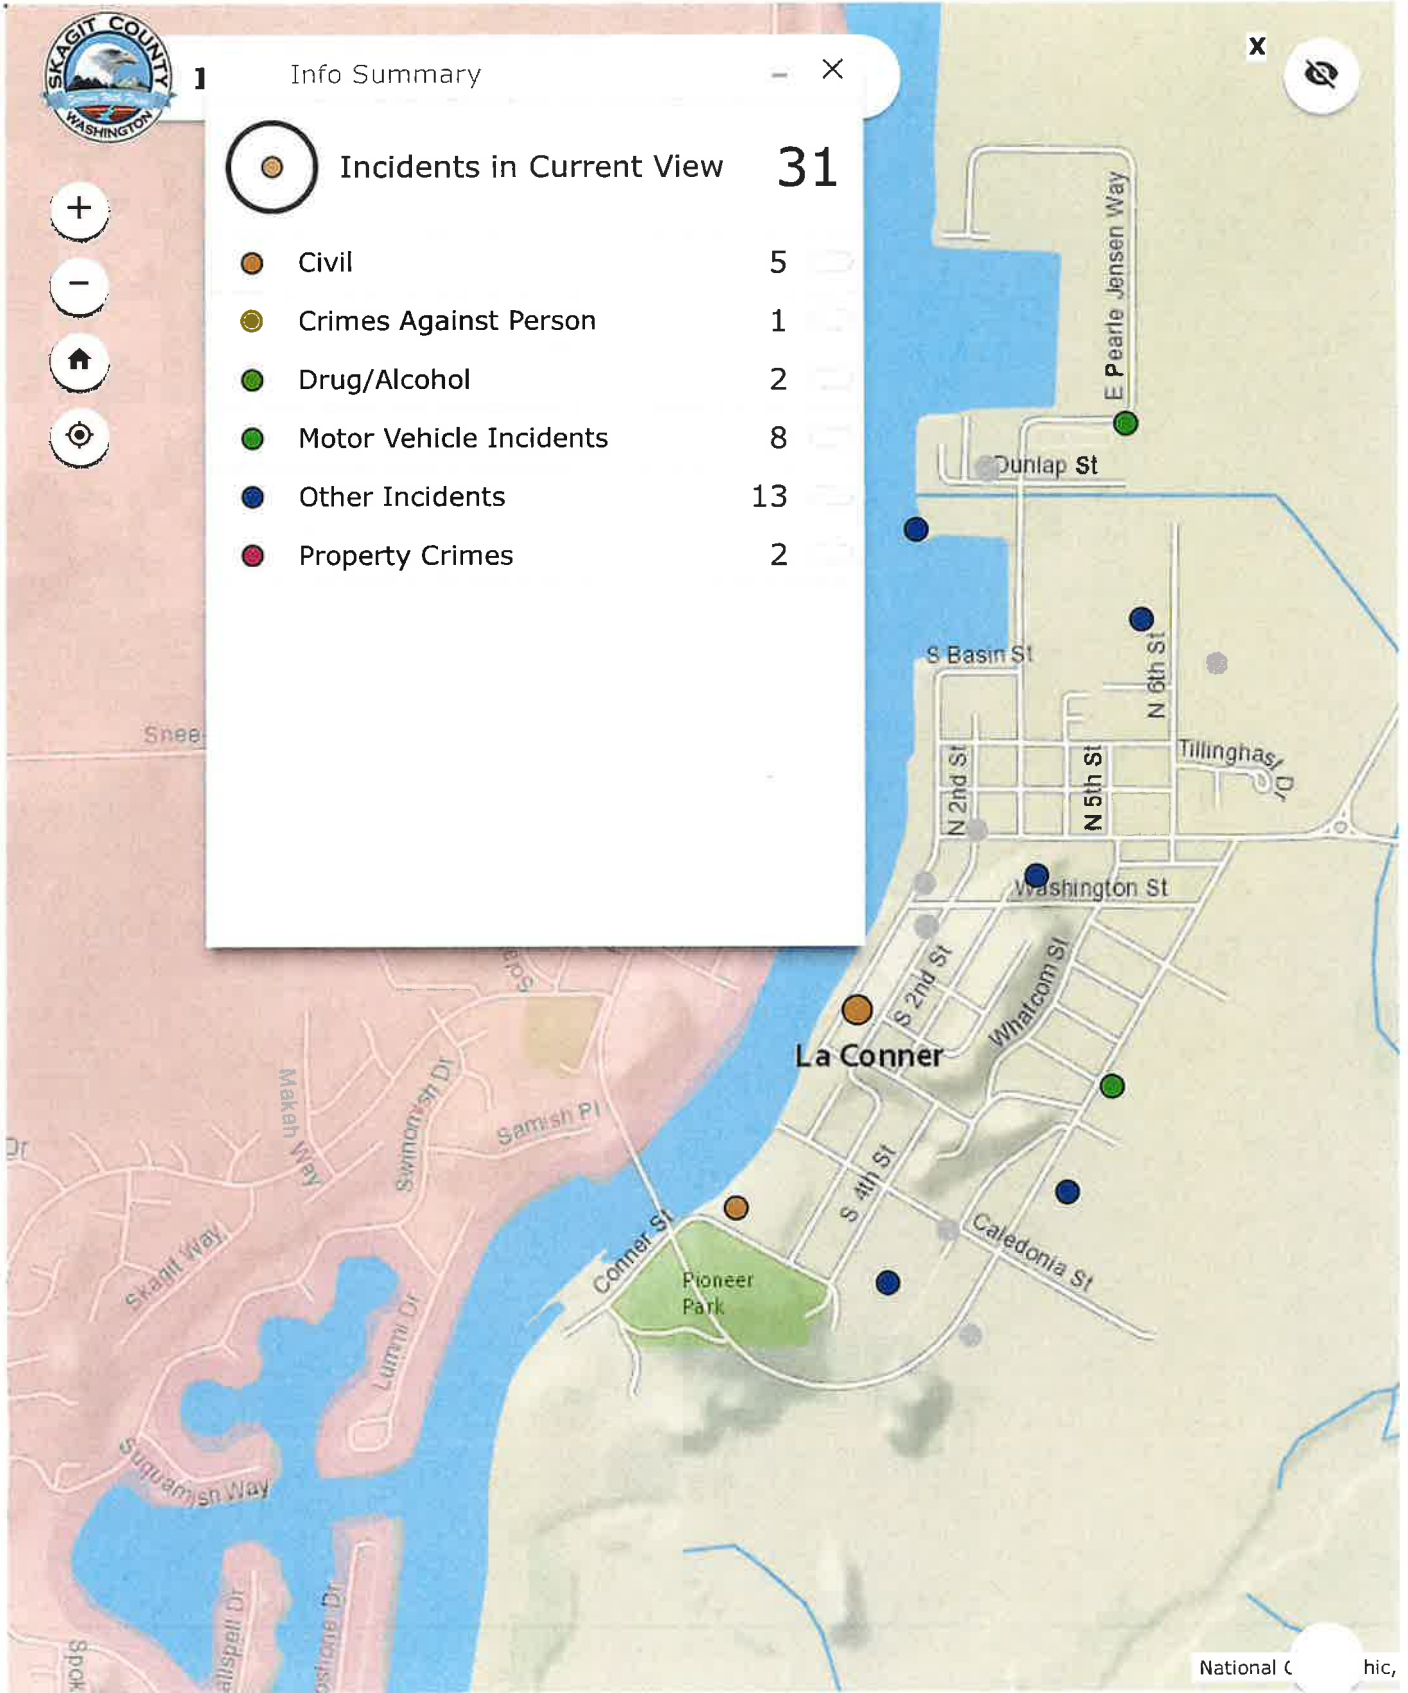 SKAGIT COUNTY
WASHINGTON
Info Summary
X
Incidents in Current View 31
Civil 5
Crimes Against Person 1
Drug/Alcohol 2
Motor Vehicle Incidents 8
Other Incidents 13
Property Crimes 2
E Pearle Jensen Way
Dunlap St
S Basin St
N 6th St
Snee
N 2nd St
N 5th St
Tillinghast Dr
Washington St
S 2nd St
Whatcom St
La Conner
Makah Way
Swinomish Dr
Samish Pl
Dr
S 4th St
Skagit Way
Conner St
Caledonia St
Pioneer
Park
Lummi Dr
Suquamish Way
Spok
National G
hic,